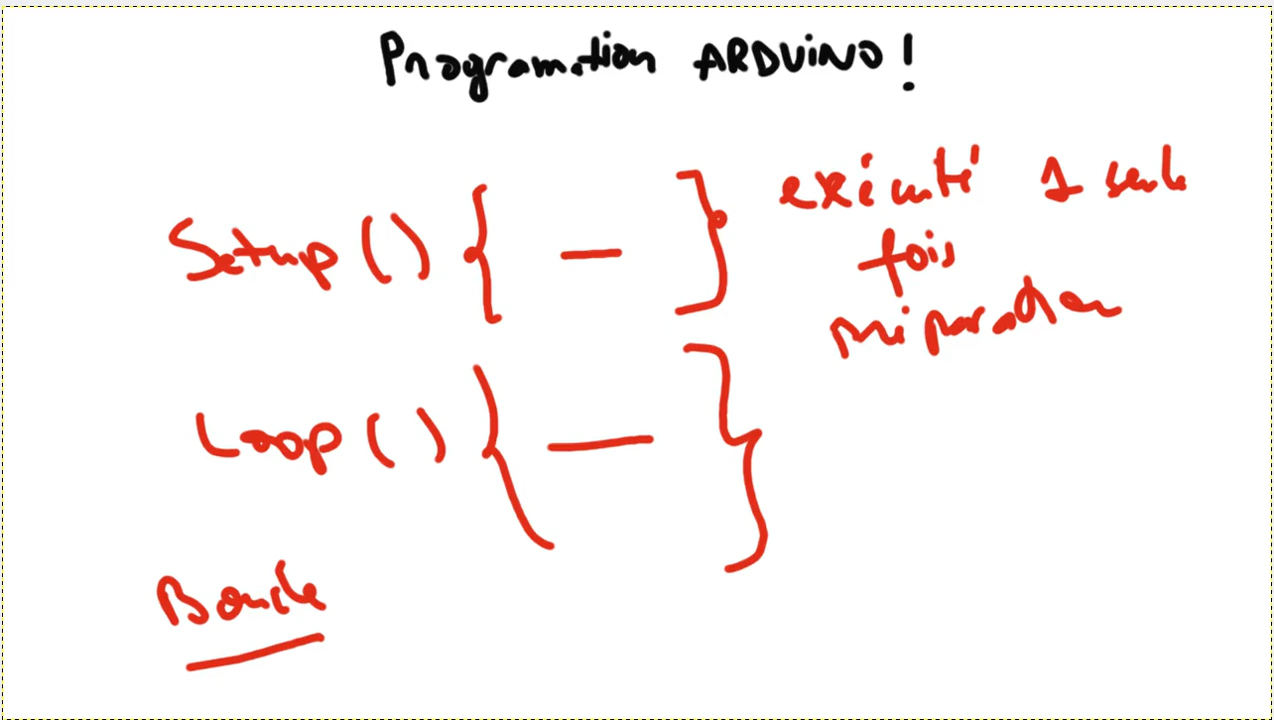 Programation ARDUiNO !
Setup () { — } exécuté 1 seule
fois
préparation
Loop () { — }
Boucle